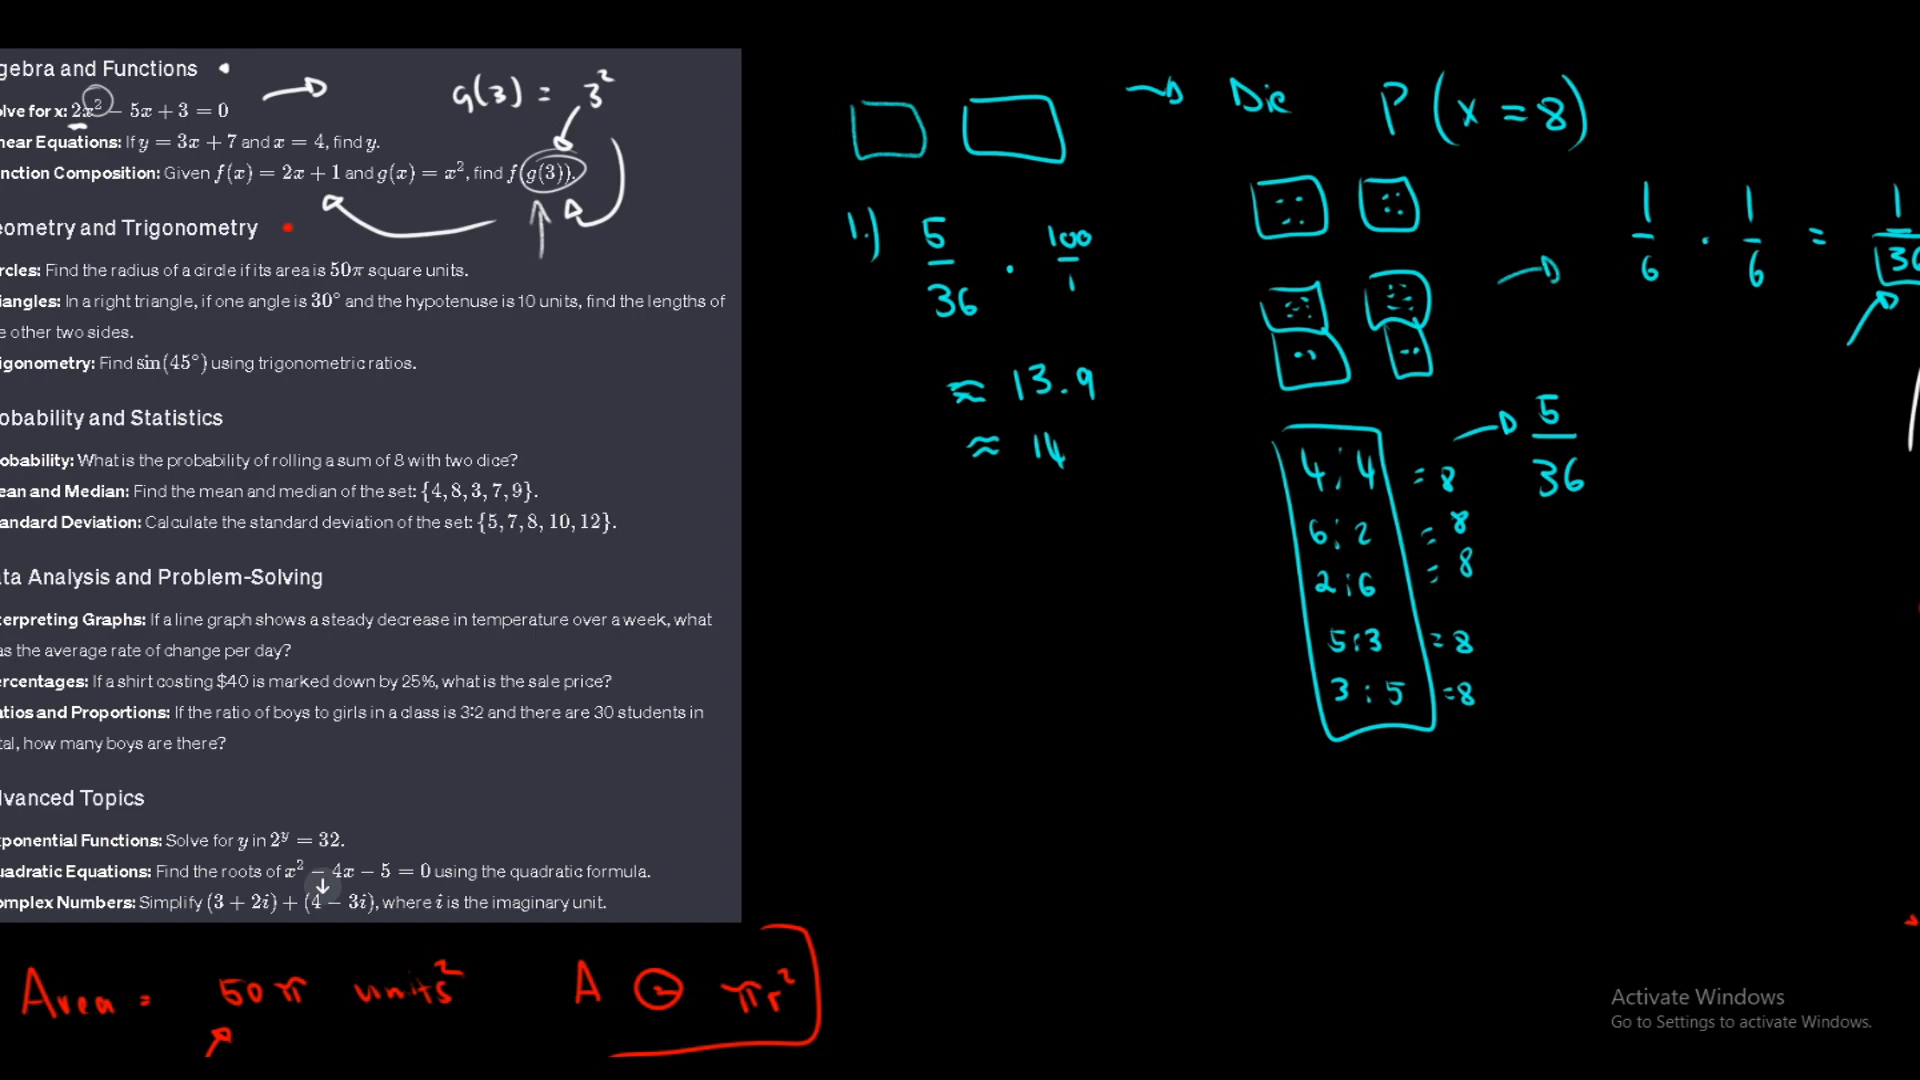 gebra and Functions
lve for x: 2x² − 5x + 3 = 0
near Equations: If y = 3x + 7 and x = 4, find y.
nction Composition: Given f(x) = 2x + 1 and g(x) = x², find f(g(3)).
g(3) = 3²
eometry and Trigonometry
rcles: Find the radius of a circle if its area is 50π square units.
iangles: In a right triangle, if one angle is 30° and the hypotenuse is 10 units, find the lengths of
e other two sides.
igonometry: Find sin(45°) using trigonometric ratios.
obability and Statistics
obability: What is the probability of rolling a sum of 8 with two dice?
ean and Median: Find the mean and median of the set: {4, 8, 3, 7, 9}.
andard Deviation: Calculate the standard deviation of the set: {5, 7, 8, 10, 12}.
ata Analysis and Problem-Solving
terpreting Graphs: If a line graph shows a steady decrease in temperature over a week, what
as the average rate of change per day?
ercentages: If a shirt costing $40 is marked down by 25%, what is the sale price?
atios and Proportions: If the ratio of boys to girls in a class is 3:2 and there are 30 students in
tal, how many boys are there?
dvanced Topics
xponential Functions: Solve for y in 2ʸ = 32.
uadratic Equations: Find the roots of x² − 4x − 5 = 0 using the quadratic formula.
omplex Numbers: Simplify (3 + 2i) + (4 − 3i), where i is the imaginary unit.
Area = 50π units² A = πr²
Die P(x = 8)
1.) 5/36 · 100/1
≈ 13.9
≈ 14
1/6 · 1/6 = 1/36
4 ; 4 = 8
6 ; 2 = 8
2 ; 6 = 8
5 : 3 = 8
3 : 5 = 8
5/36
Activate Windows
Go to Settings to activate Windows.